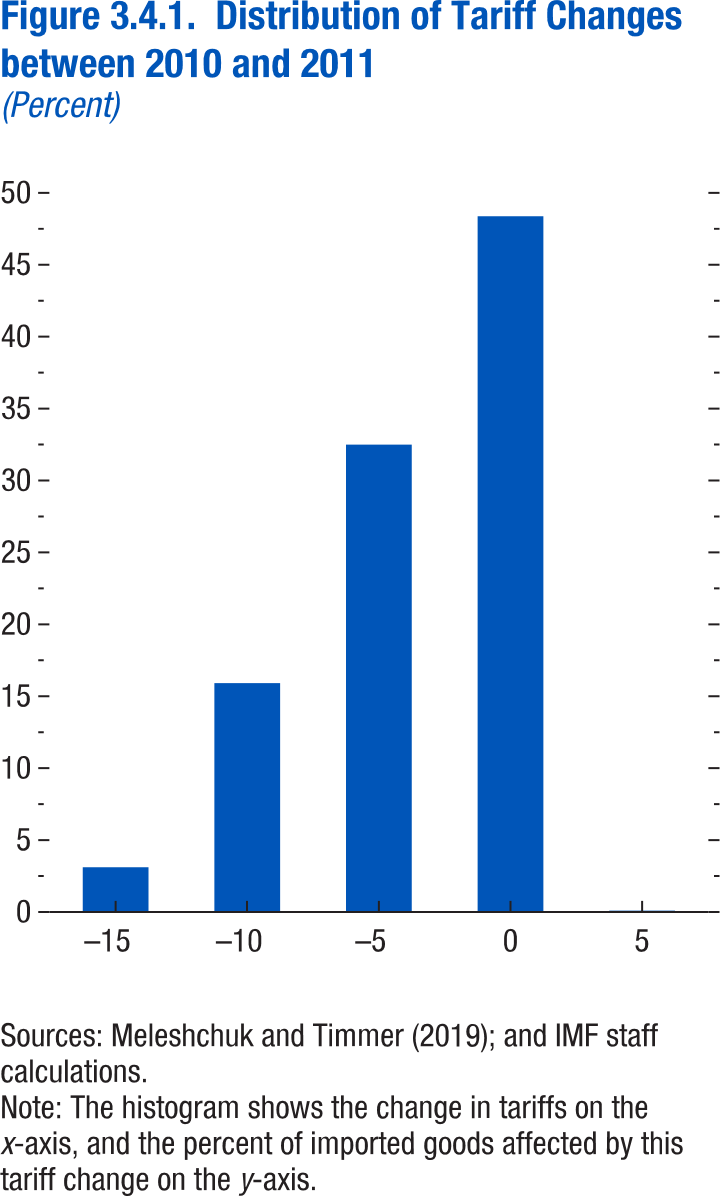 Figure 3.4.1.  Distribution of Tariff Changes
between 2010 and 2011
(Percent)
50
45
40
35
30
25
20
15
10
5
0
–15 –10 –5 0 5
Sources: Meleshchuk and Timmer (2019); and IMF staff
calculations.
Note: The histogram shows the change in tariffs on the
x-axis, and the percent of imported goods affected by this
tariff change on the y-axis.